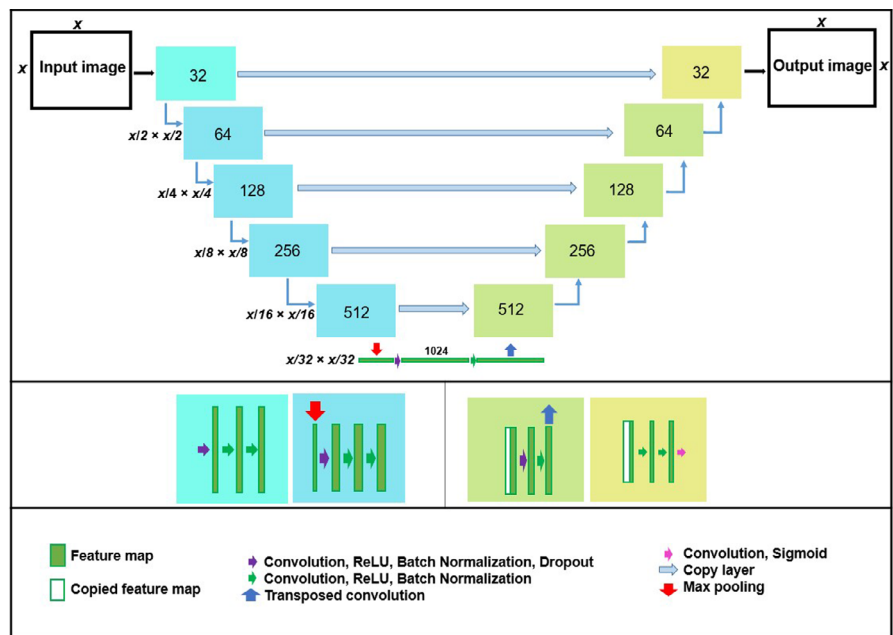 x
x
Input image
Output image
x
x
32
32
x/2 × x/2
64
64
x/4 × x/4
128
128
x/8 × x/8
256
256
x/16 × x/16
512
512
x/32 × x/32
1024
Feature map
Copied feature map
Convolution, ReLU, Batch Normalization, Dropout
Convolution, ReLU, Batch Normalization
Transposed convolution
Convolution, Sigmoid
Copy layer
Max pooling